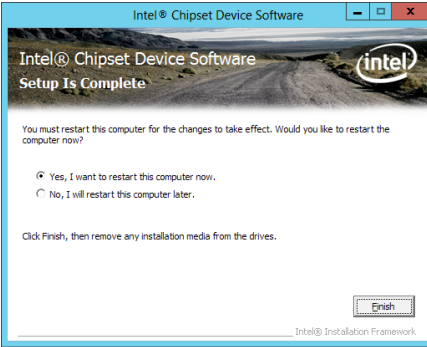 Intel® Chipset Device Software
Intel® Chipset Device Software
intel
Setup Is Complete
You must restart this computer for the changes to take effect. Would you like to restart the
computer now?
Yes, I want to restart this computer now.
No, I will restart this computer later.
Click Finish, then remove any installation media from the drives.
Finish
Intel® Installation Framework